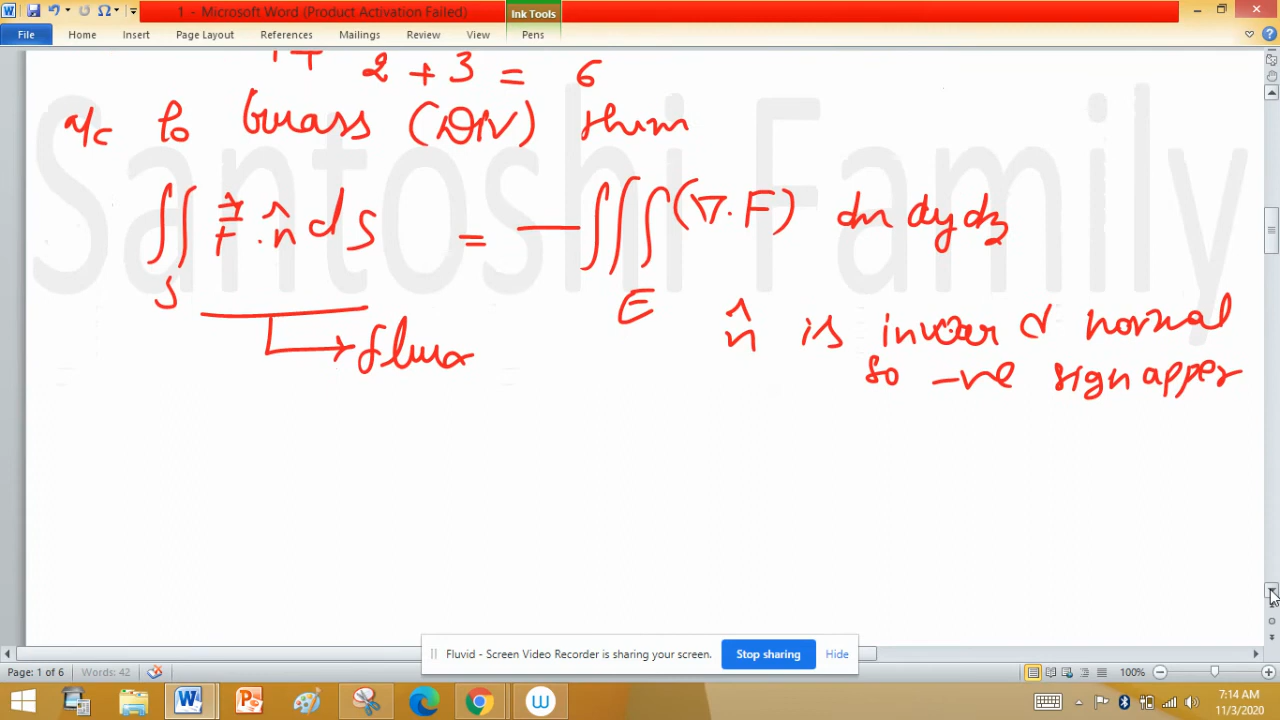 1 - Microsoft Word (Product Activation Failed)
Ink Tools
File Home Insert Page Layout References Mailings Review View Pens
2 + 3 = 6
a/c to Guass (Div) thm
∬ F . n̂ dS = − ∭ (∇. F) dx dy dz
S E
flux
n̂ is inward normal
so -ve sign apper
Santoshi Family
Fluvid - Screen Video Recorder is sharing your screen. Stop sharing Hide
Page: 1 of 6 Words: 42 100%
7:14 AM
11/3/2020